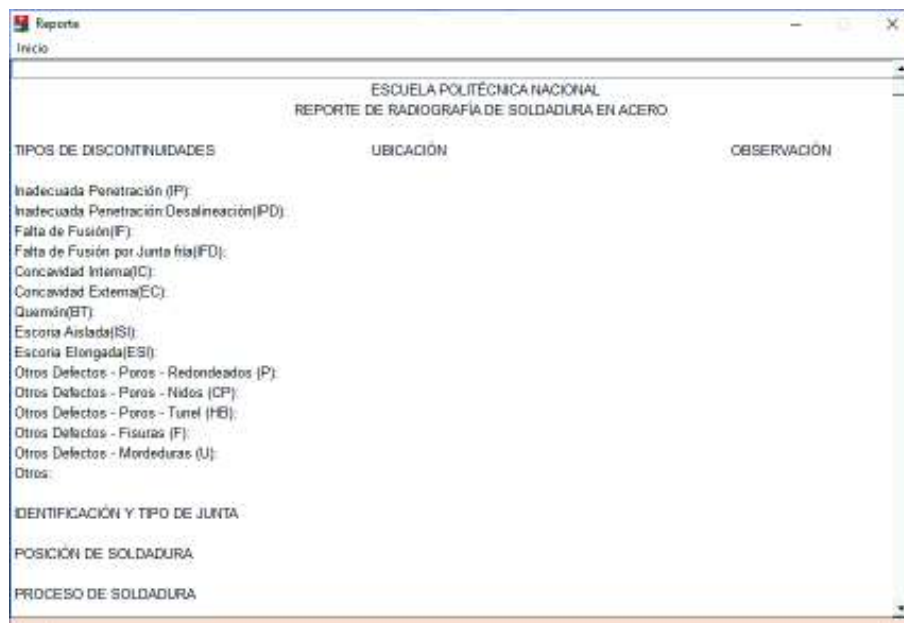 Reporte
Inicio
ESCUELA POLITÉCNICA NACIONAL
REPORTE DE RADIOGRAFÍA DE SOLDADURA EN ACERO
TIPOS DE DISCONTINUIDADES UBICACIÓN OBSERVACIÓN
Inadecuada Penetración (IP):
Inadecuada Penetración:Desalineación(IPD):
Falta de Fusión(IF):
Falta de Fusión por Junta fría(IFD):
Concavidad Interna(IC):
Concavidad Externa(EC):
Quemón(BT):
Escoria Aislada(ISI):
Escoria Elongada(ESI):
Otros Defectos - Poros - Redondeados (P):
Otros Defectos - Poros - Nidos (CP):
Otros Defectos - Poros - Tunel (HB):
Otros Defectos - Fisuras (F):
Otros Defectos - Mordeduras (U):
Otros:
IDENTIFICACIÓN Y TIPO DE JUNTA
POSICIÓN DE SOLDADURA
PROCESO DE SOLDADURA